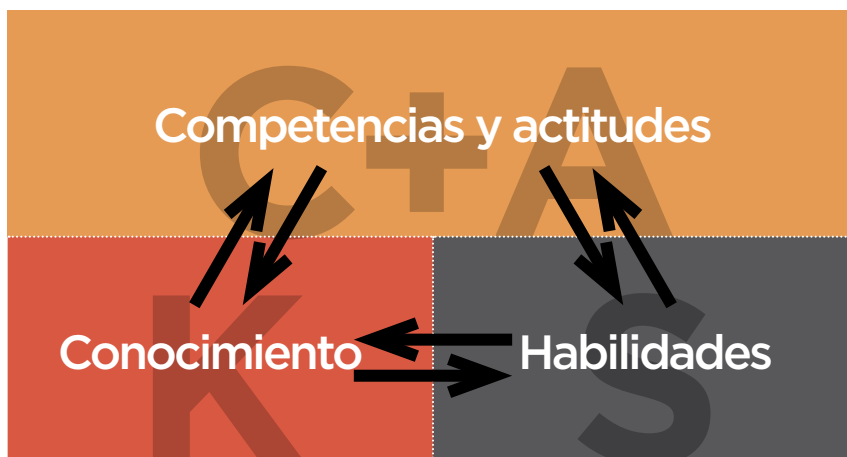 C+A
Competencias y actitudes
K
Conocimiento
S
Habilidades